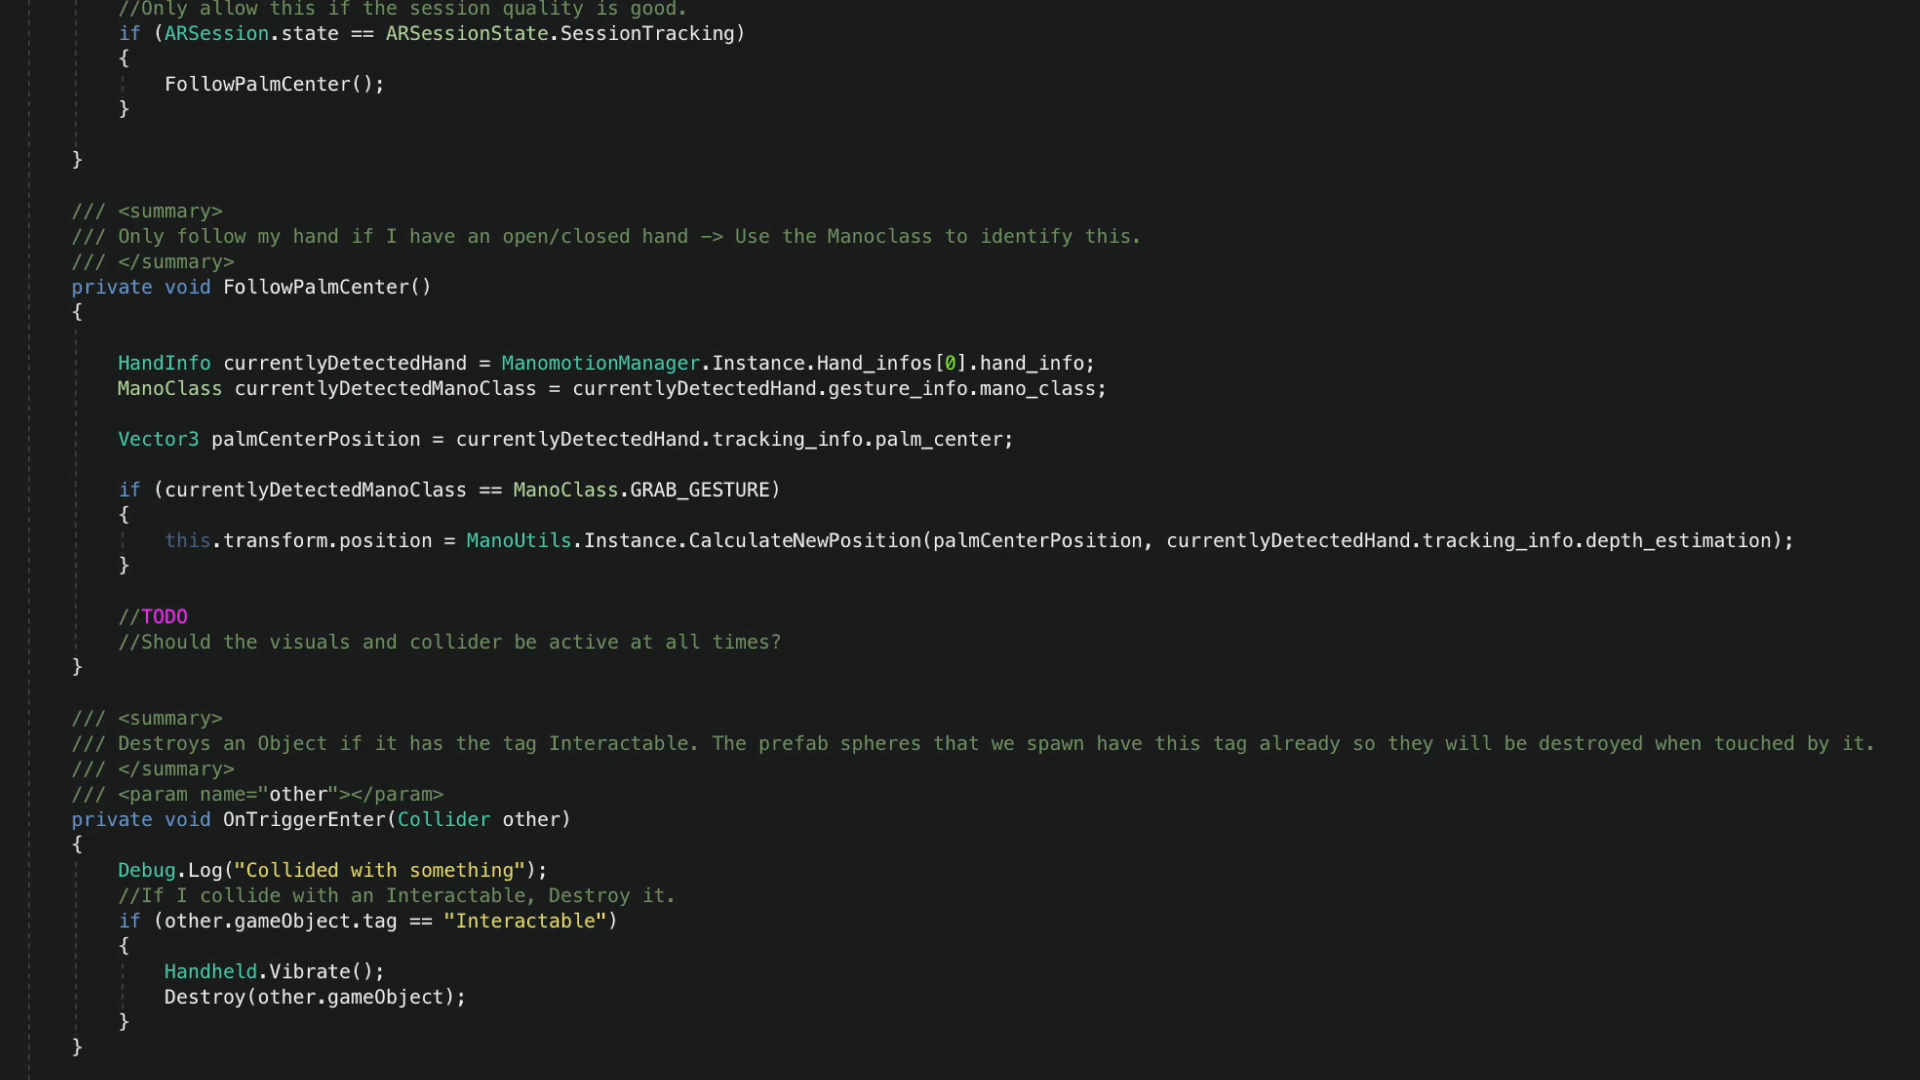 //Only allow this if the session quality is good.
if (ARSession.state == ARSessionState.SessionTracking)
{
FollowPalmCenter();
}
}
/// <summary>
/// Only follow my hand if I have an open/closed hand -> Use the Manoclass to identify this.
/// </summary>
private void FollowPalmCenter()
{
HandInfo currentlyDetectedHand = ManomotionManager.Instance.Hand_infos[0].hand_info;
ManoClass currentlyDetectedManoClass = currentlyDetectedHand.gesture_info.mano_class;
Vector3 palmCenterPosition = currentlyDetectedHand.tracking_info.palm_center;
if (currentlyDetectedManoClass == ManoClass.GRAB_GESTURE)
{
this.transform.position = ManoUtils.Instance.CalculateNewPosition(palmCenterPosition, currentlyDetectedHand.tracking_info.depth_estimation);
}
//TODO
//Should the visuals and collider be active at all times?
}
/// <summary>
/// Destroys an Object if it has the tag Interactable. The prefab spheres that we spawn have this tag already so they will be destroyed when touched by it.
/// </summary>
/// <param name="other"></param>
private void OnTriggerEnter(Collider other)
{
Debug.Log("Collided with something");
//If I collide with an Interactable, Destroy it.
if (other.gameObject.tag == "Interactable")
{
Handheld.Vibrate();
Destroy(other.gameObject);
}
}